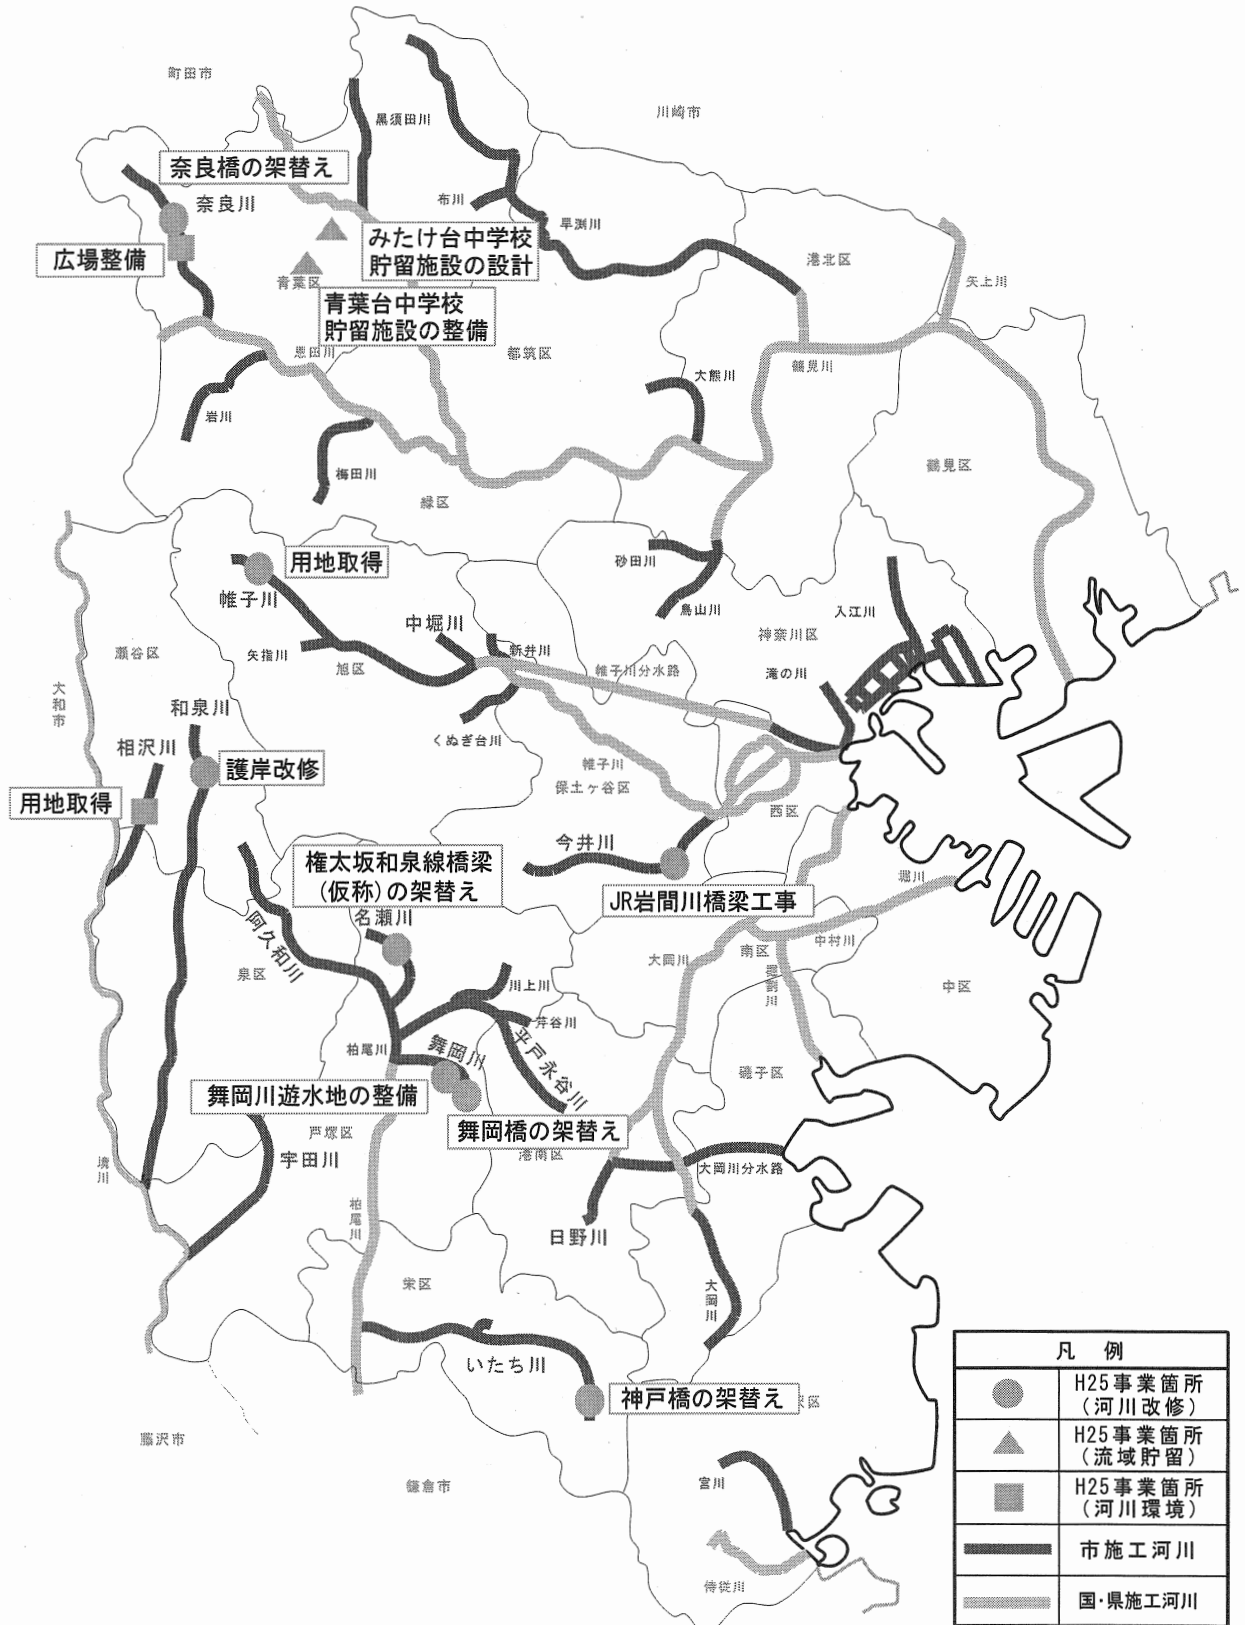 町田市
川崎市
黒須田川
奈良橋の架替え
奈良川
布川
早渕川
みたけ台中学校
貯留施設の設計
広場整備
港北区
矢上川
青葉区
青葉台中学校
貯留施設の整備
恩田川
都筑区
鶴見川
大熊川
岩川
鶴見区
梅田川
緑区
用地取得
砂田川
帷子川
鳥山川
入江川
中堀川
神奈川区
新井川
瀬谷区
矢指川
旭区
帷子川分水路
滝の川
大和市
和泉川
相沢川
くぬぎ台川
護岸改修
帷子川
保土ヶ谷区
用地取得
西区
今井川
権太坂和泉線橋梁
(仮称)の架替え
JR岩間川橋梁工事
堀川
名瀬川
阿久和川
中村川
南区
大岡川
泉区
堀割川
中区
川上川
芹谷川
平戸永谷川
柏尾川
舞岡川
磯子区
舞岡川遊水地の整備
舞岡橋の架替え
戸塚区
港南区
宇田川
境川
大岡川分水路
柏尾川
日野川
栄区
大岡川
いたち川
神戸橋の架替え
区
藤沢市
鎌倉市
宮川
侍従川
凡 例
H25事業箇所
(河川改修)
H25事業箇所
(流域貯留)
H25事業箇所
(河川環境)
市施工河川
国・県施工河川